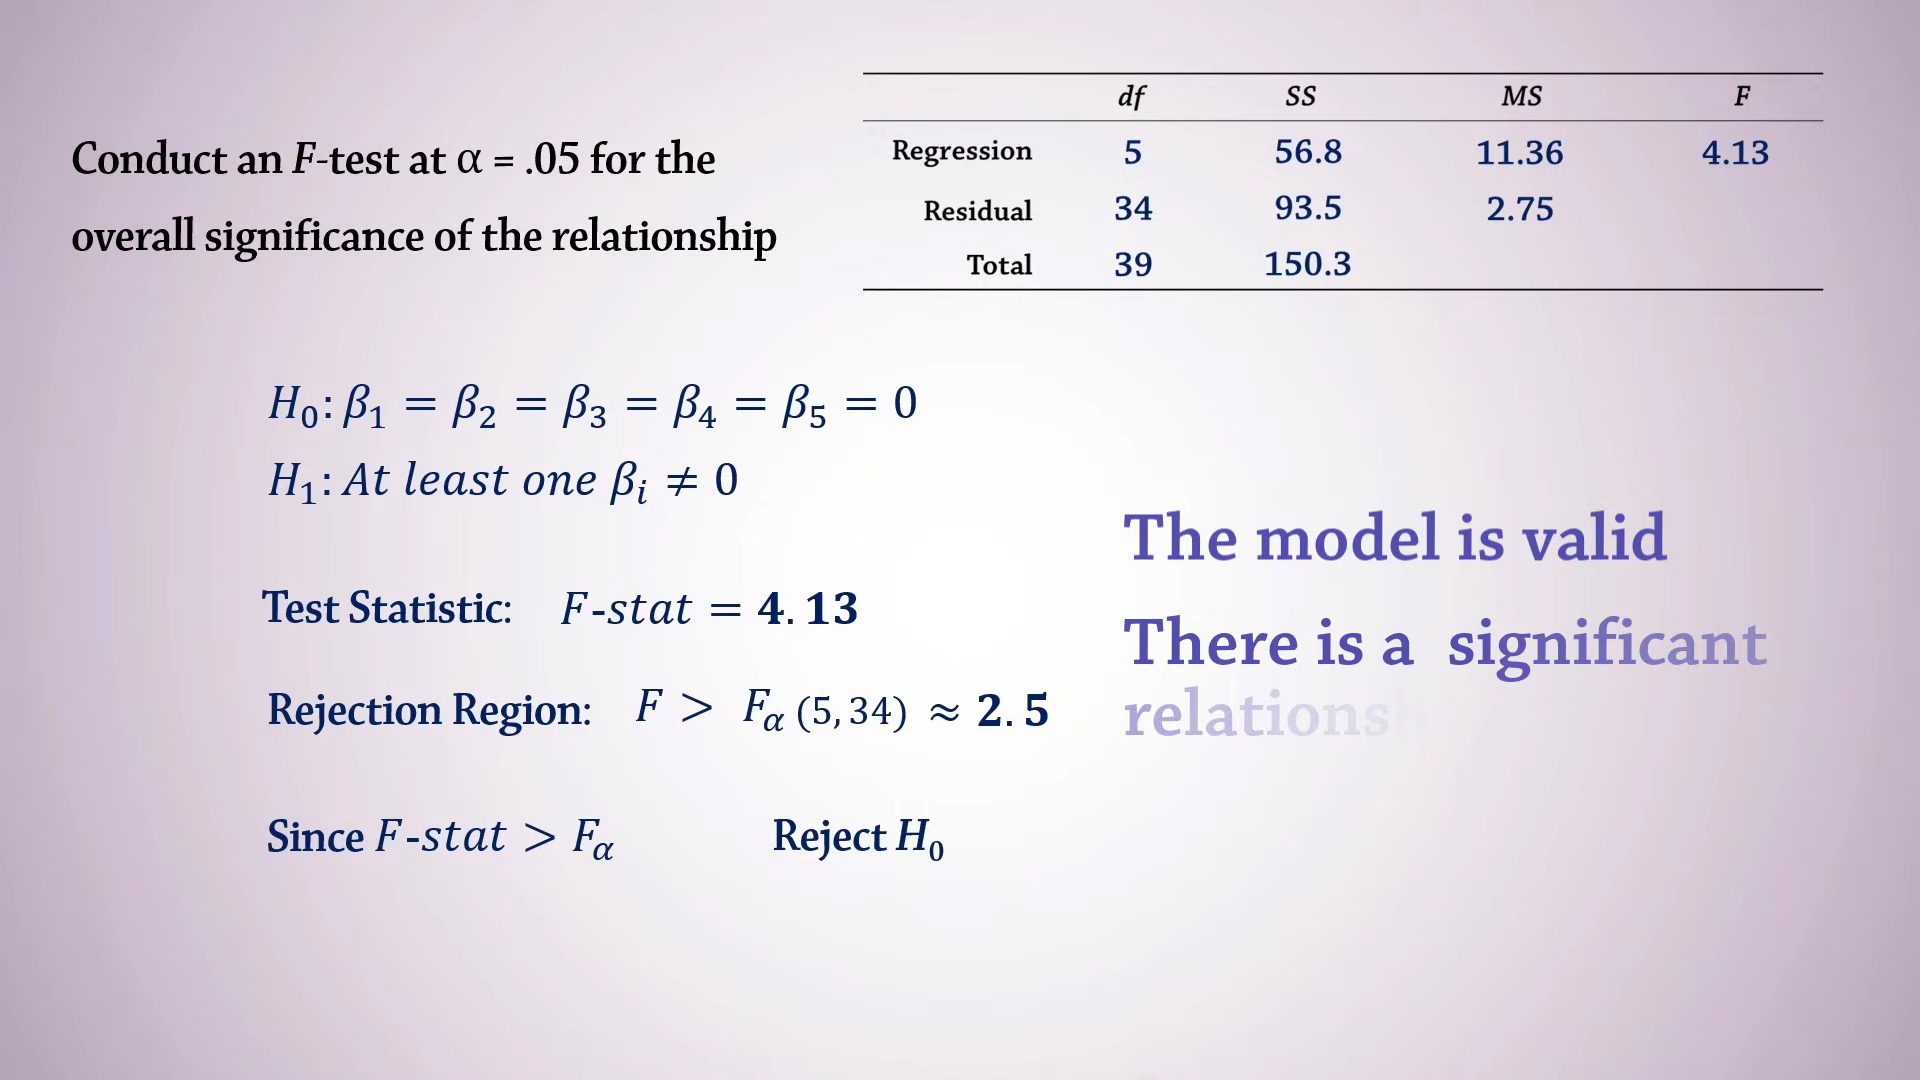 Conduct an F-test at α = .05 for the
overall significance of the relationship
df SS MS F
Regression 5 56.8 11.36 4.13
Residual 34 93.5 2.75
Total 39 150.3
H₀: β₁ = β₂ = β₃ = β₄ = β₅ = 0
H₁: At least one βᵢ ≠ 0
Test Statistic: F-stat = 4.13
Rejection Region: F > Fα (5, 34) ≈ 2.5
Since F-stat > Fα Reject H₀
The model is valid
There is a significant
relationsh